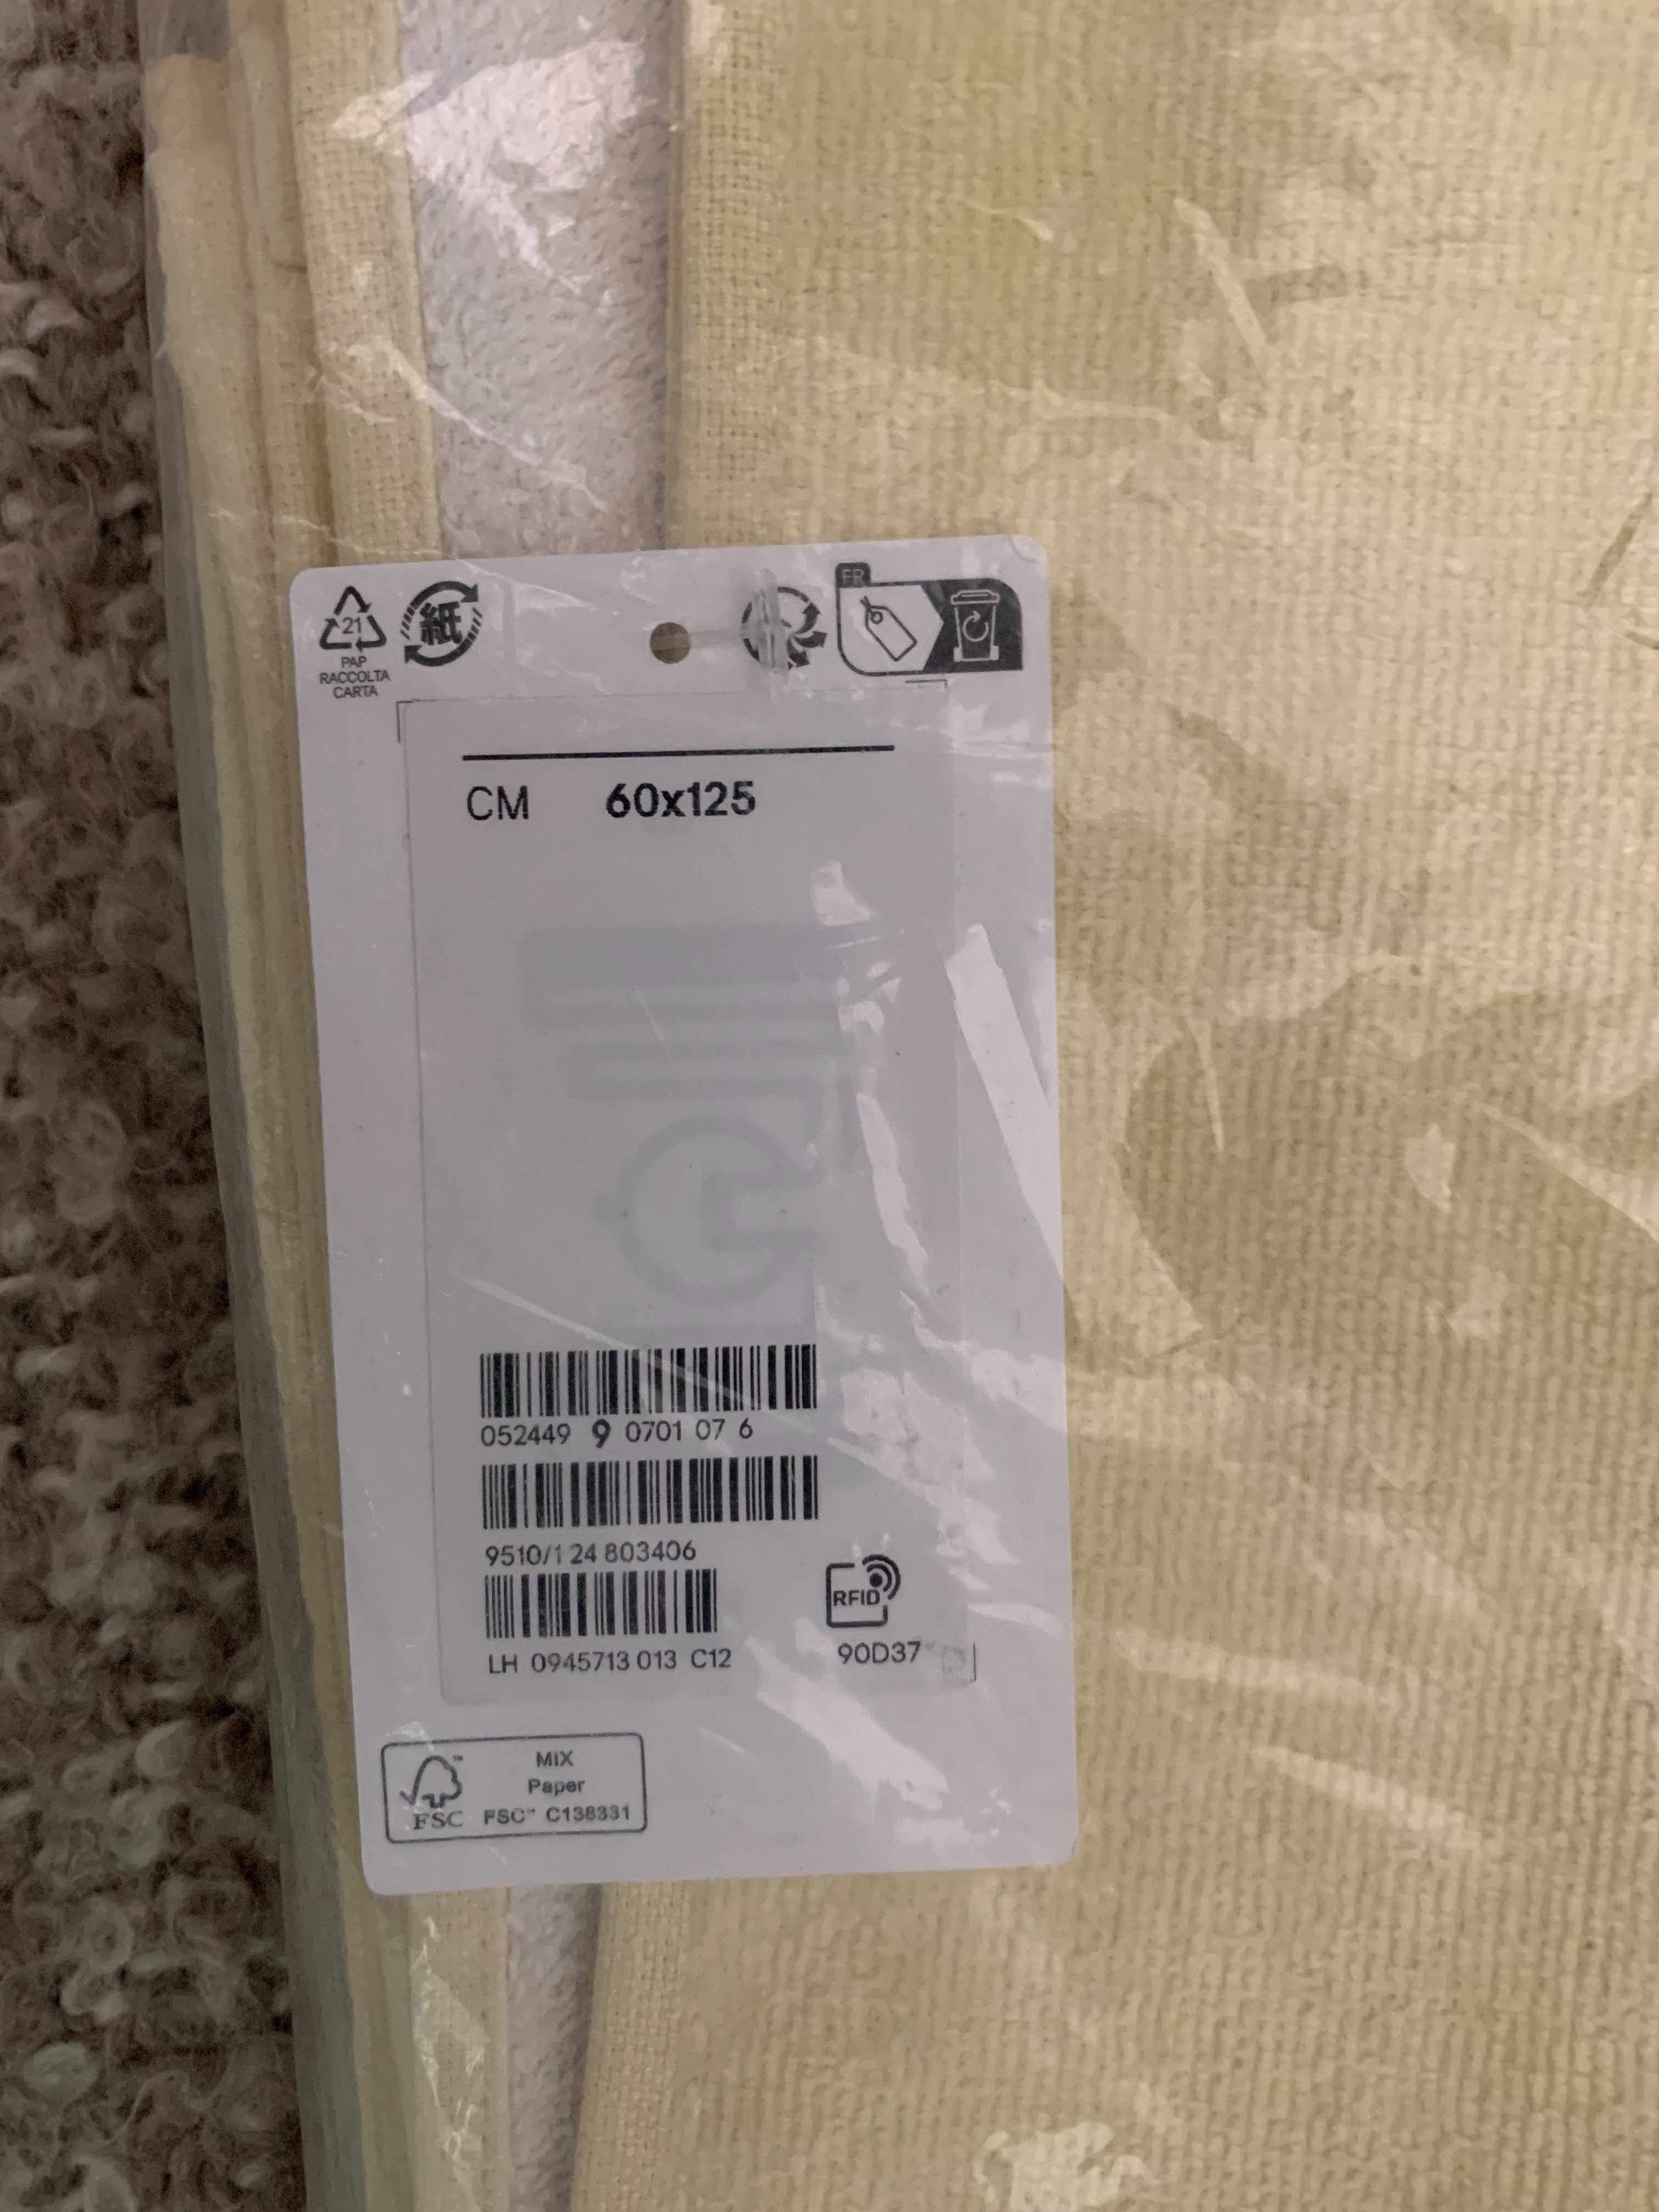 21
PAP
RACCOLTA
CARTA
紙
FR
CM 60x125
052449 9 0701 07 6
9510/1 24 803406
RFID
LH 0945713 013 C12
90D37
FSC
MIX
Paper
FSC™ C138331